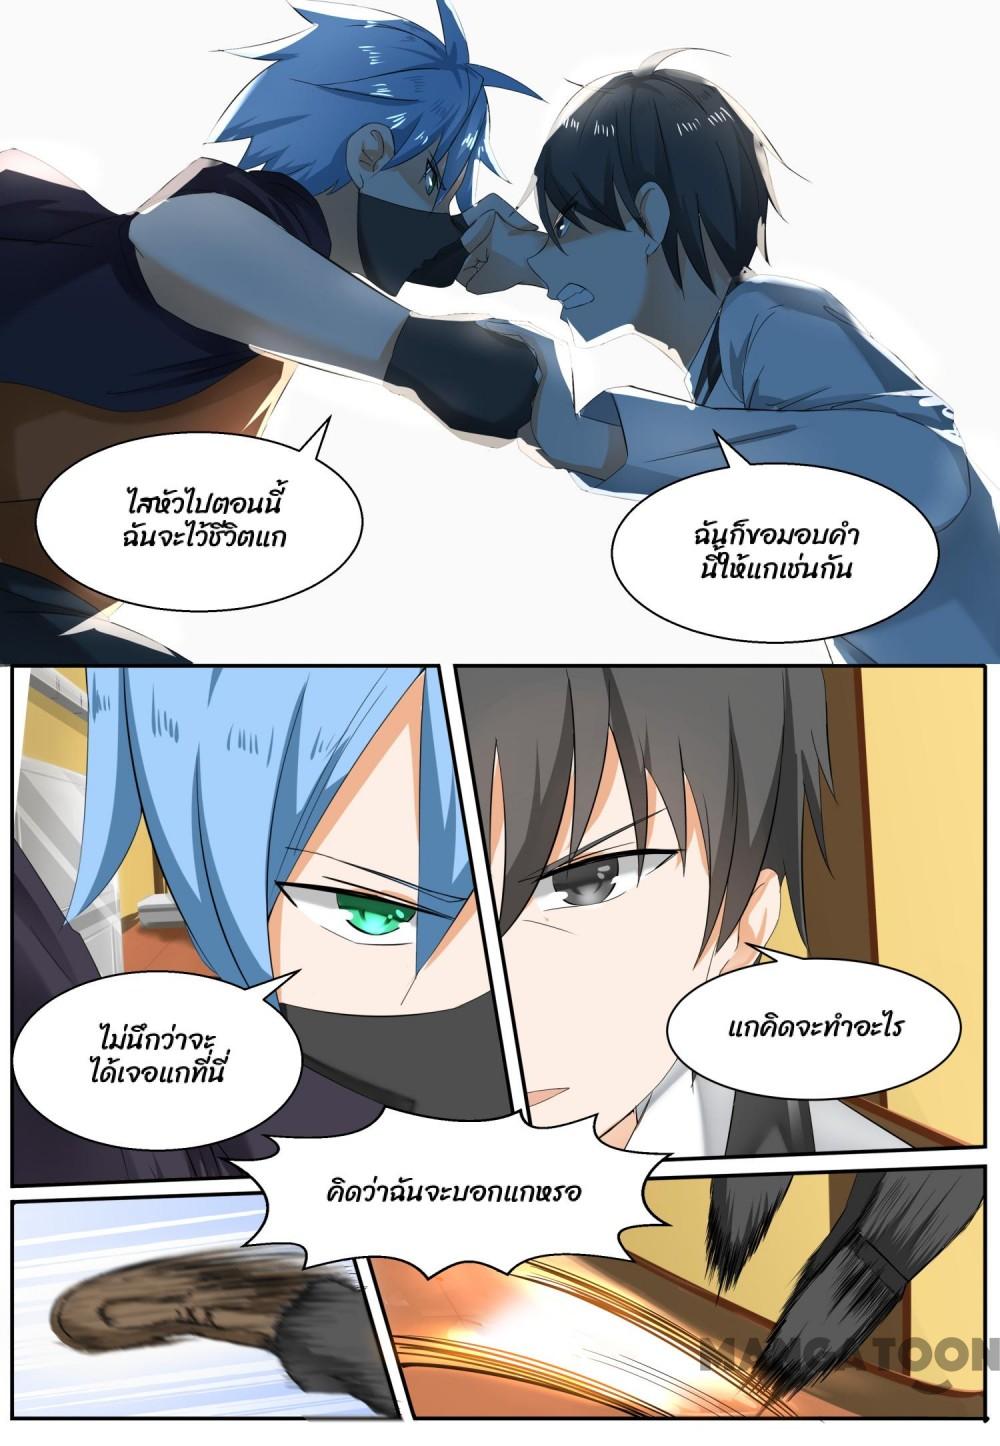 ไสหัวไปตอนนี้
ฉันจะไว้ชีวิตแก
ฉันก็ขอมอบคำ
นี้ให้แกเช่นกัน
ไม่นึกว่าจะ
ได้เจอแกที่นี่
แกคิดจะทำอะไร
คิดว่าฉันจะบอกแกหรอ
MANGATOON